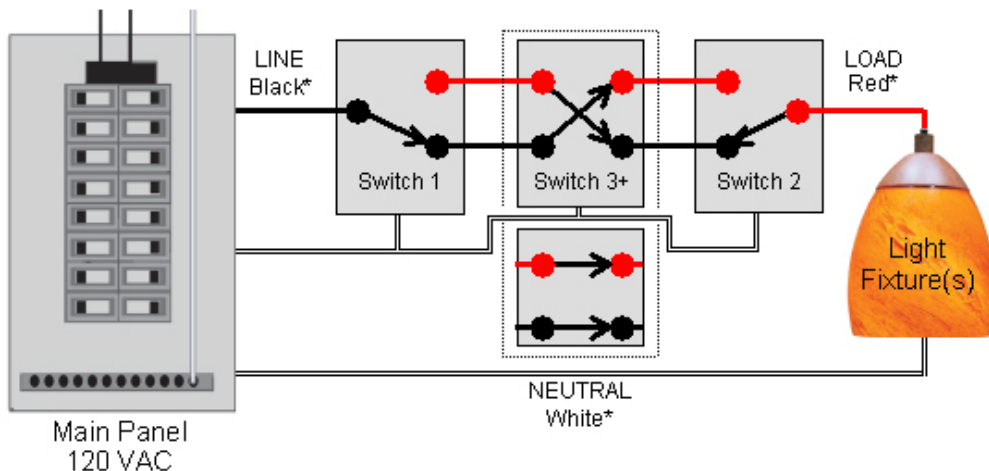 LINE
Black*
LOAD
Red*
Switch 1
Switch 3+
Switch 2
Light
Fixture(s)
NEUTRAL
White*
Main Panel
120 VAC